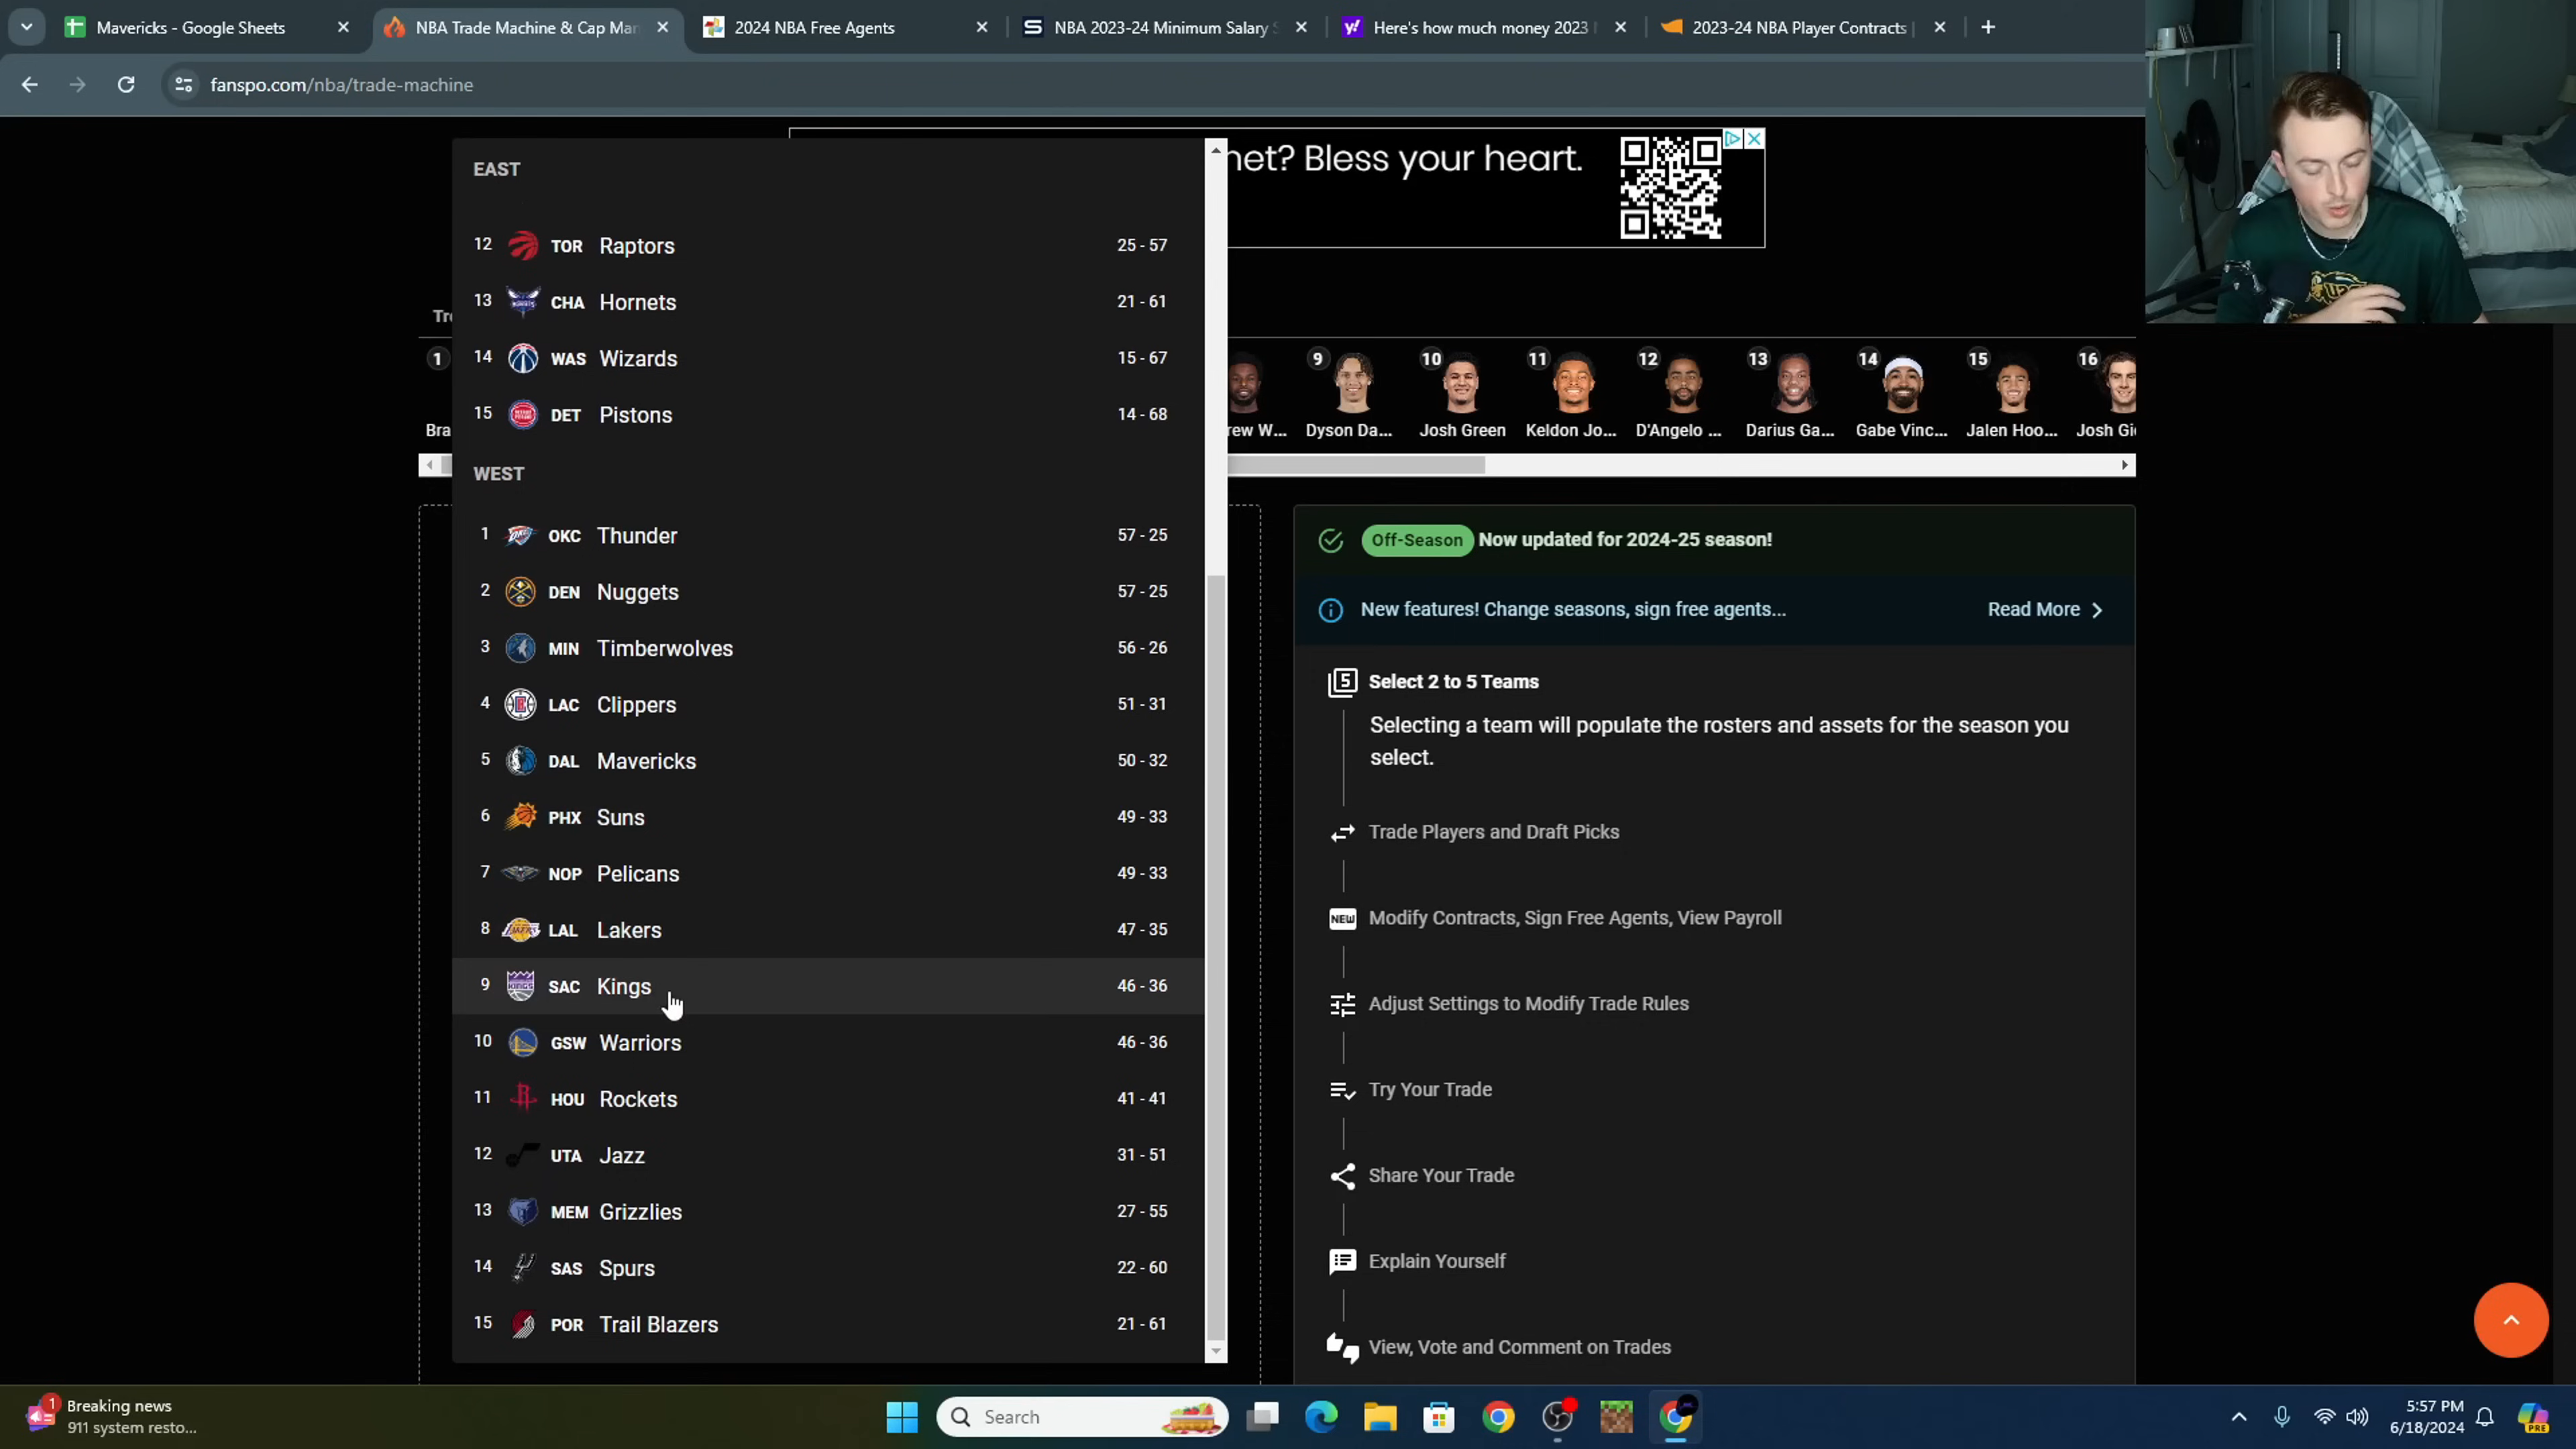 Mavericks - Google Sheets
NBA Trade Machine & Cap Man
2024 NBA Free Agents
NBA 2023-24 Minimum Salary S
Here's how much money 2023
2023-24 NBA Player Contracts |
fanspo.com/nba/trade-machine
net? Bless your heart.
EAST
12 TOR Raptors 25 - 57
13 CHA Hornets 21 - 61
14 WAS Wizards 15 - 67
15 DET Pistons 14 - 68
WEST
1 OKC Thunder 57 - 25
2 DEN Nuggets 57 - 25
3 MIN Timberwolves 56 - 26
4 LAC Clippers 51 - 31
5 DAL Mavericks 50 - 32
6 PHX Suns 49 - 33
7 NOP Pelicans 49 - 33
8 LAL Lakers 47 - 35
9 SAC Kings 46 - 36
10 GSW Warriors 46 - 36
11 HOU Rockets 41 - 41
12 UTA Jazz 31 - 51
13 MEM Grizzlies 27 - 55
14 SAS Spurs 22 - 60
15 POR Trail Blazers 21 - 61
Tr
1 9 10 11 12 13 14 15 16
Bra rew W... Dyson Da... Josh Green Keldon Jo... D'Angelo ... Darius Ga... Gabe Vinc... Jalen Hoo... Josh Gi
Off-Season Now updated for 2024-25 season!
New features! Change seasons, sign free agents... Read More
5 Select 2 to 5 Teams
Selecting a team will populate the rosters and assets for the season you
select.
Trade Players and Draft Picks
NEW Modify Contracts, Sign Free Agents, View Payroll
Adjust Settings to Modify Trade Rules
Try Your Trade
Share Your Trade
Explain Yourself
View, Vote and Comment on Trades
1 Breaking news
911 system resto...
Search
5:57 PM
6/18/2024
PRE